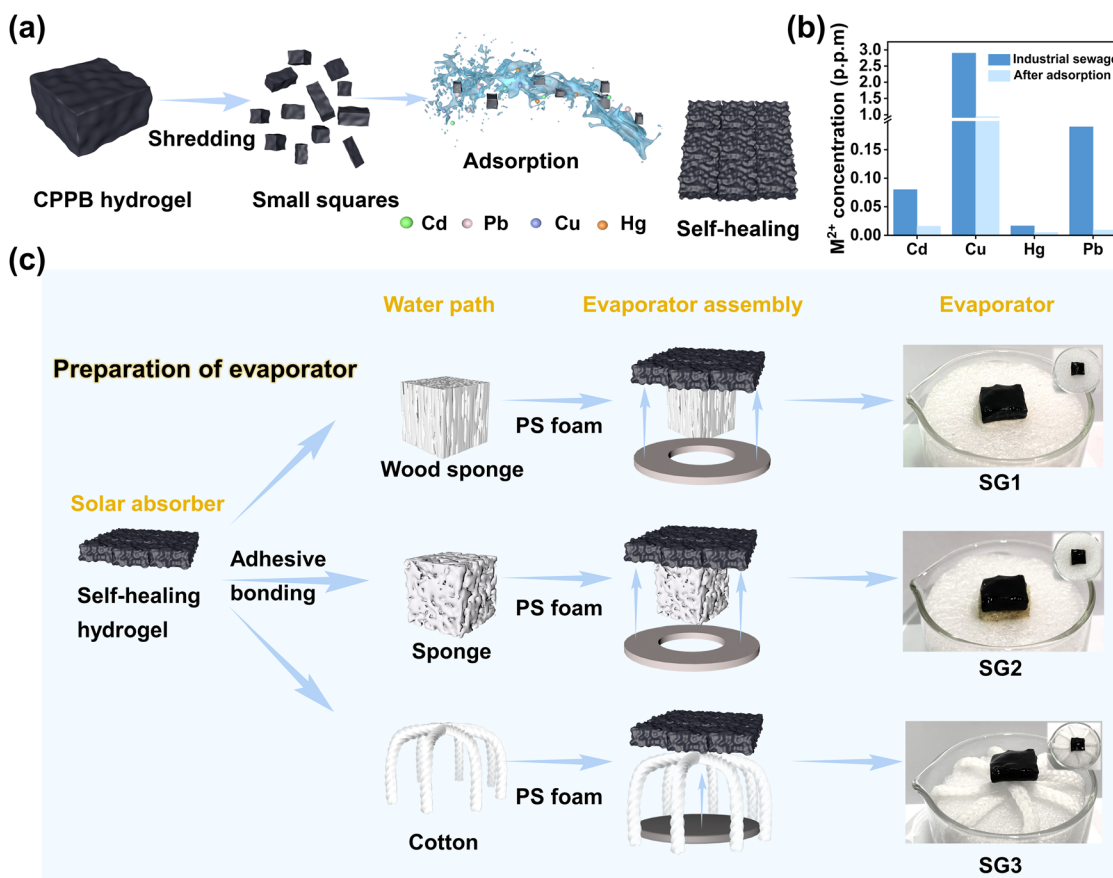 (a)
Shredding
CPPB hydrogel
Small squares
Adsorption
Cd
Pb
Cu
Hg
Self-healing
(b)
M²⁺ concentration (p.p.m)
3.0
2.5
2.0
1.5
1.0
0.15
0.10
0.05
0.00
Industrial sewage
After adsorption
Cd
Cu
Hg
Pb
(c)
Water path
Evaporator assembly
Evaporator
Preparation of evaporator
Wood sponge
PS foam
SG1
Solar absorber
Self-healing
hydrogel
Adhesive
bonding
Sponge
PS foam
SG2
Cotton
PS foam
SG3